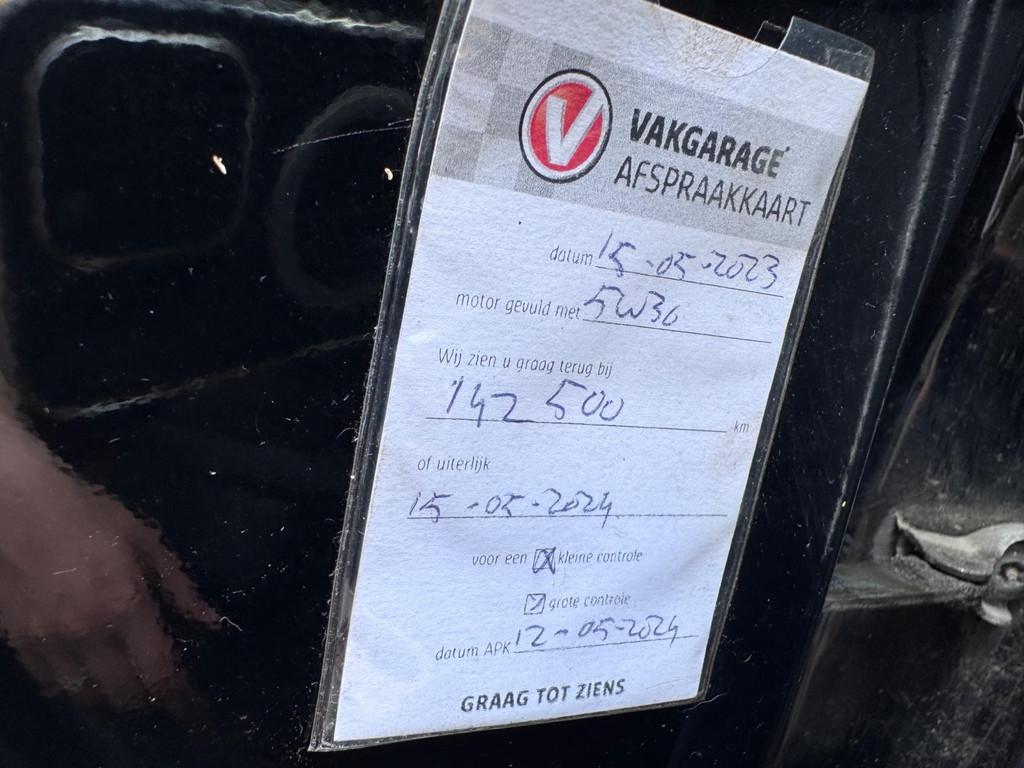 V
VAKGARAGE
AFSPRAAKKAART
datum 15-05-2023
motor gevuld met 5W30
Wij zien u graag terug bij
142 500 km
of uiterlijk
15-05-2024
voor een kleine controle
grote controle
datum APK 12-05-2024
GRAAG TOT ZIENS